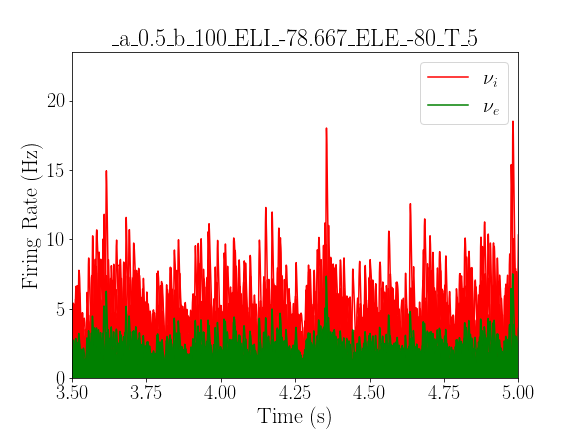 _a_0.5_b_100_ELI_-78.667_ELE_-80_T_5
Firing Rate (Hz)
20
15
10
5
0
ν_i
ν_e
3.50 3.75 4.00 4.25 4.50 4.75 5.00
Time (s)